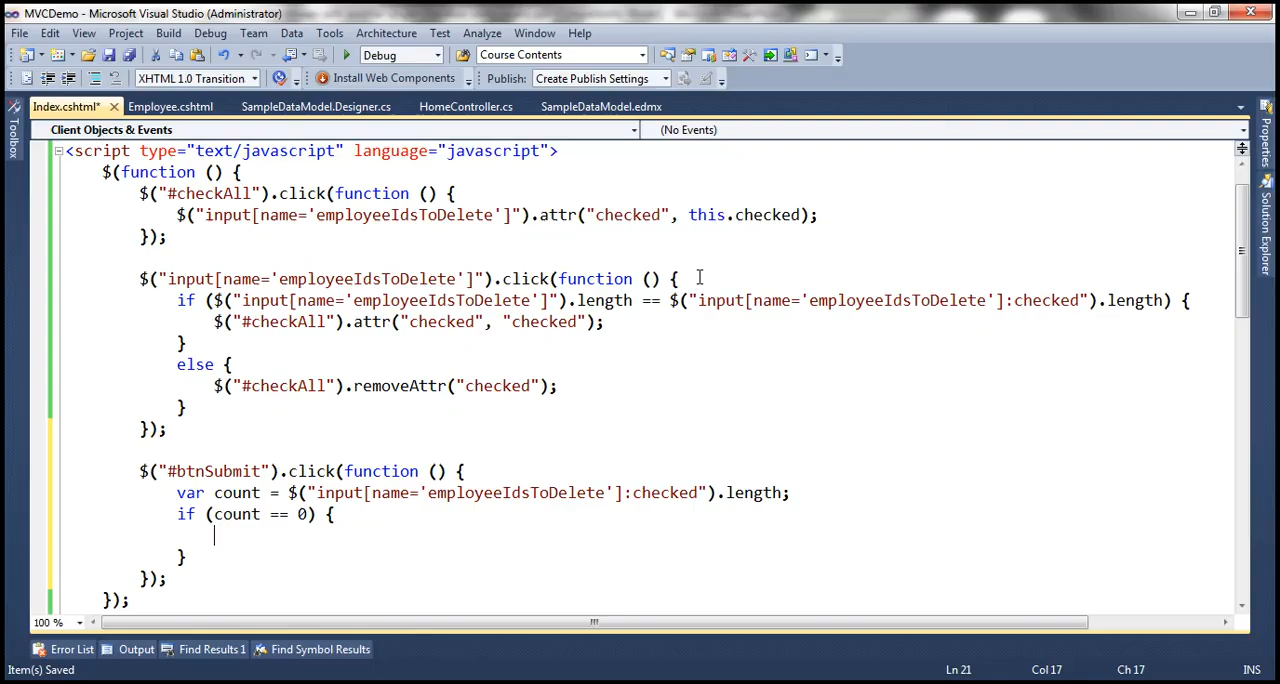 MVCDemo - Microsoft Visual Studio (Administrator)
File Edit View Project Build Debug Team Data Tools Architecture Test Analyze Window Help
Debug Course Contents
XHTML 1.0 Transition Install Web Components Publish: Create Publish Settings
Index.cshtml* Employee.cshtml SampleDataModel.Designer.cs HomeController.cs SampleDataModel.edmx
Client Objects & Events (No Events)
Toolbox
Properties
Solution Explorer
<script type="text/javascript" language="javascript">
$(function () {
$("#checkAll").click(function () {
$("input[name='employeeIdsToDelete']").attr("checked", this.checked);
});
$("input[name='employeeIdsToDelete']").click(function () {
if ($("input[name='employeeIdsToDelete']").length == $("input[name='employeeIdsToDelete']:checked").length) {
$("#checkAll").attr("checked", "checked");
}
else {
$("#checkAll").removeAttr("checked");
}
});
$("#btnSubmit").click(function () {
var count = $("input[name='employeeIdsToDelete']:checked").length;
if (count == 0) {
}
});
});
100 %
Error List Output Find Results 1 Find Symbol Results
Item(s) Saved Ln 21 Col 17 Ch 17 INS